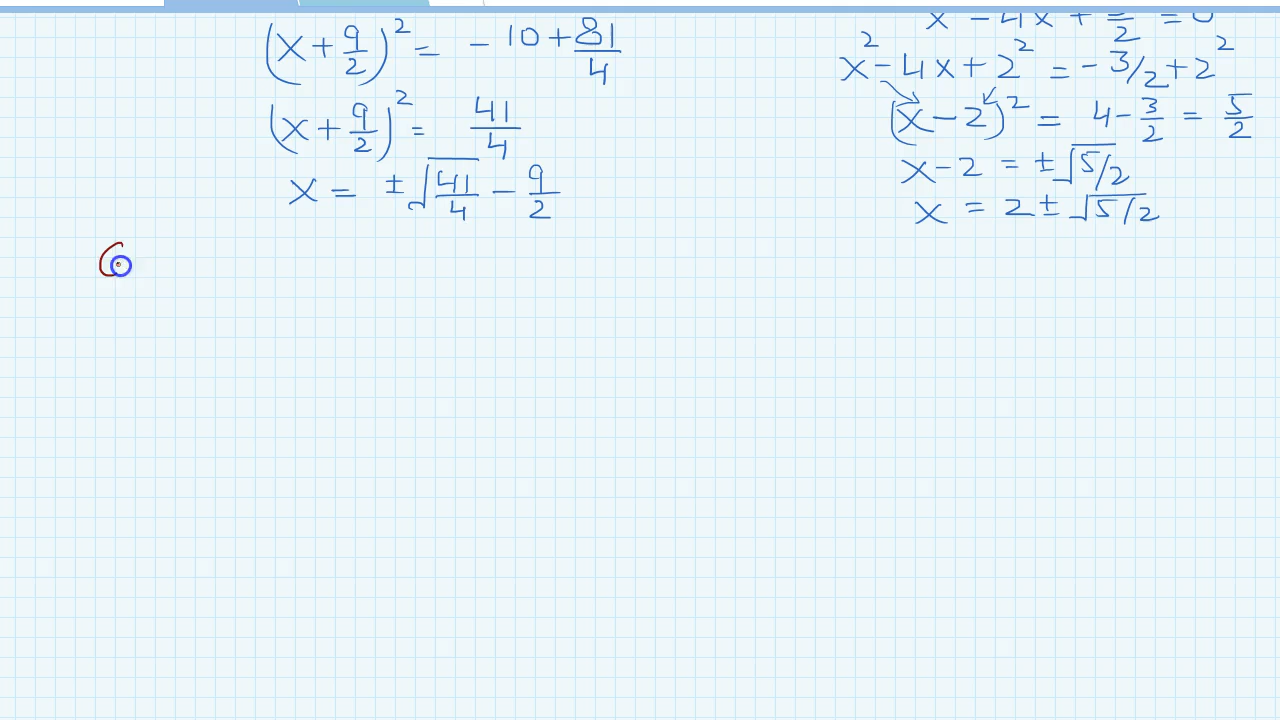 (x + 9/2)² = -10 + 81/4
(x + 9/2)² = 41/4
x = ± √41/4 - 9/2
x² - 4x + 2² = - 3/2 + 2²
(x - 2)² = 4 - 3/2 = 5/2
x - 2 = ± √5/2
x = 2 ± √5/2